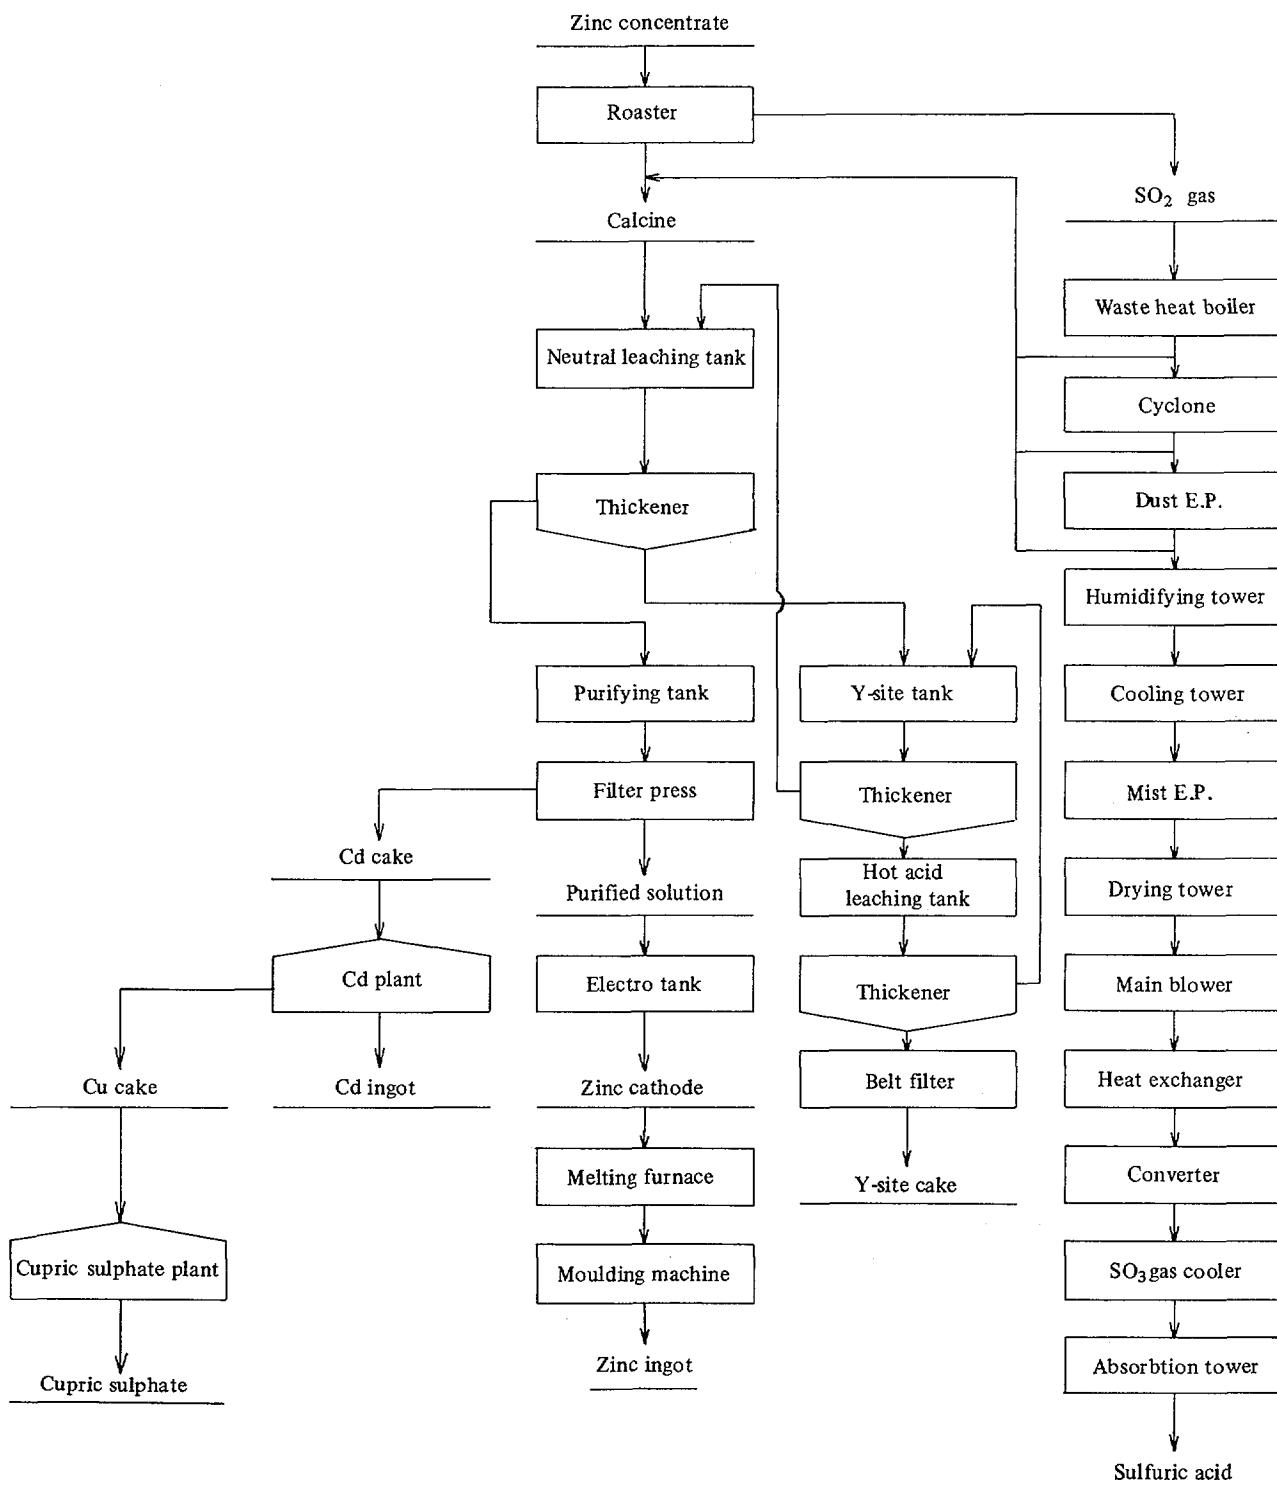 Zinc concentrate
Roaster
SO2 gas
Calcine
Waste heat boiler
Neutral leaching tank
Cyclone
Thickener
Dust E.P.
Humidifying tower
Purifying tank
Y-site tank
Cooling tower
Filter press
Thickener
Mist E.P.
Cd cake
Purified solution
Hot acid
leaching tank
Drying tower
Cd plant
Electro tank
Thickener
Main blower
Cu cake
Cd ingot
Zinc cathode
Belt filter
Heat exchanger
Melting furnace
Y-site cake
Converter
Cupric sulphate plant
Moulding machine
SO3 gas cooler
Cupric sulphate
Zinc ingot
Absorbtion tower
Sulfuric acid